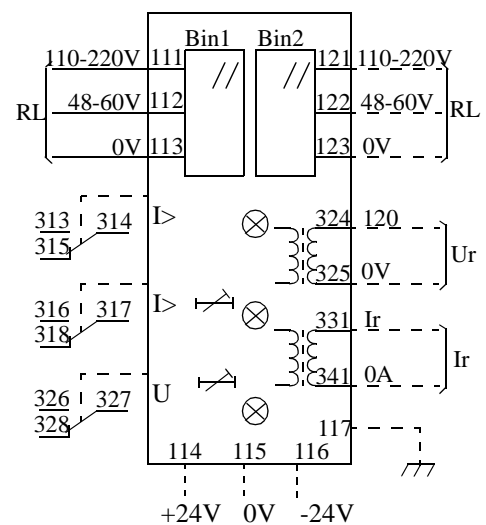 Bin1 Bin2
110-220V 111 121 110-220V
RL 48-60V 112 122 48-60V RL
0V 113 123 0V
313 314 I> 324 120
315 Ur
325 0V
316 317 I> 331 Ir
318 Ir
341 0A
326 327 U
328 117
114 115 116
+24V 0V -24V